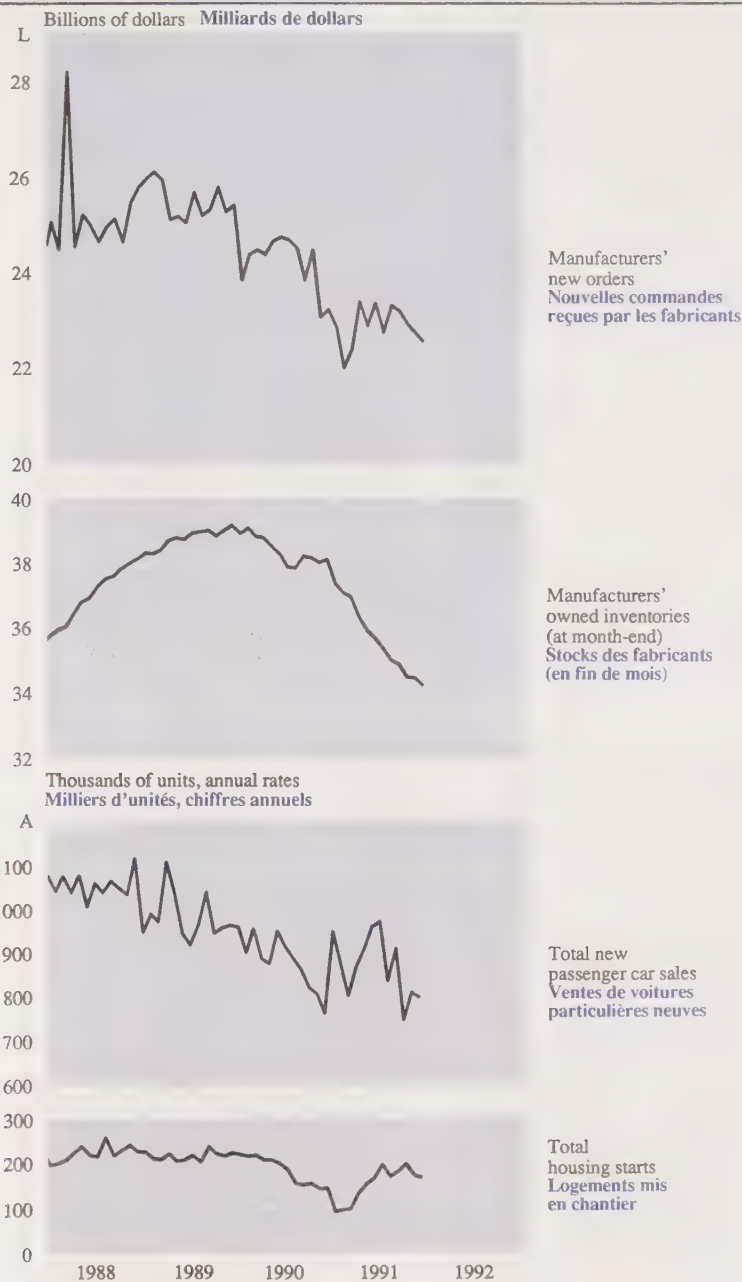 Billions of dollars Milliards de dollars
L
28
26
24
22
20
Manufacturers'
new orders
Nouvelles commandes
reçues par les fabricants
40
38
36
34
32
Manufacturers'
owned inventories
(at month-end)
Stocks des fabricants
(en fin de mois)
Thousands of units, annual rates
Milliers d'unités, chiffres annuels
A
100
000
900
800
700
600
Total new
passenger car sales
Ventes de voitures
particulières neuves
300
200
100
0
Total
housing starts
Logements mis
en chantier
1988 1989 1990 1991 1992